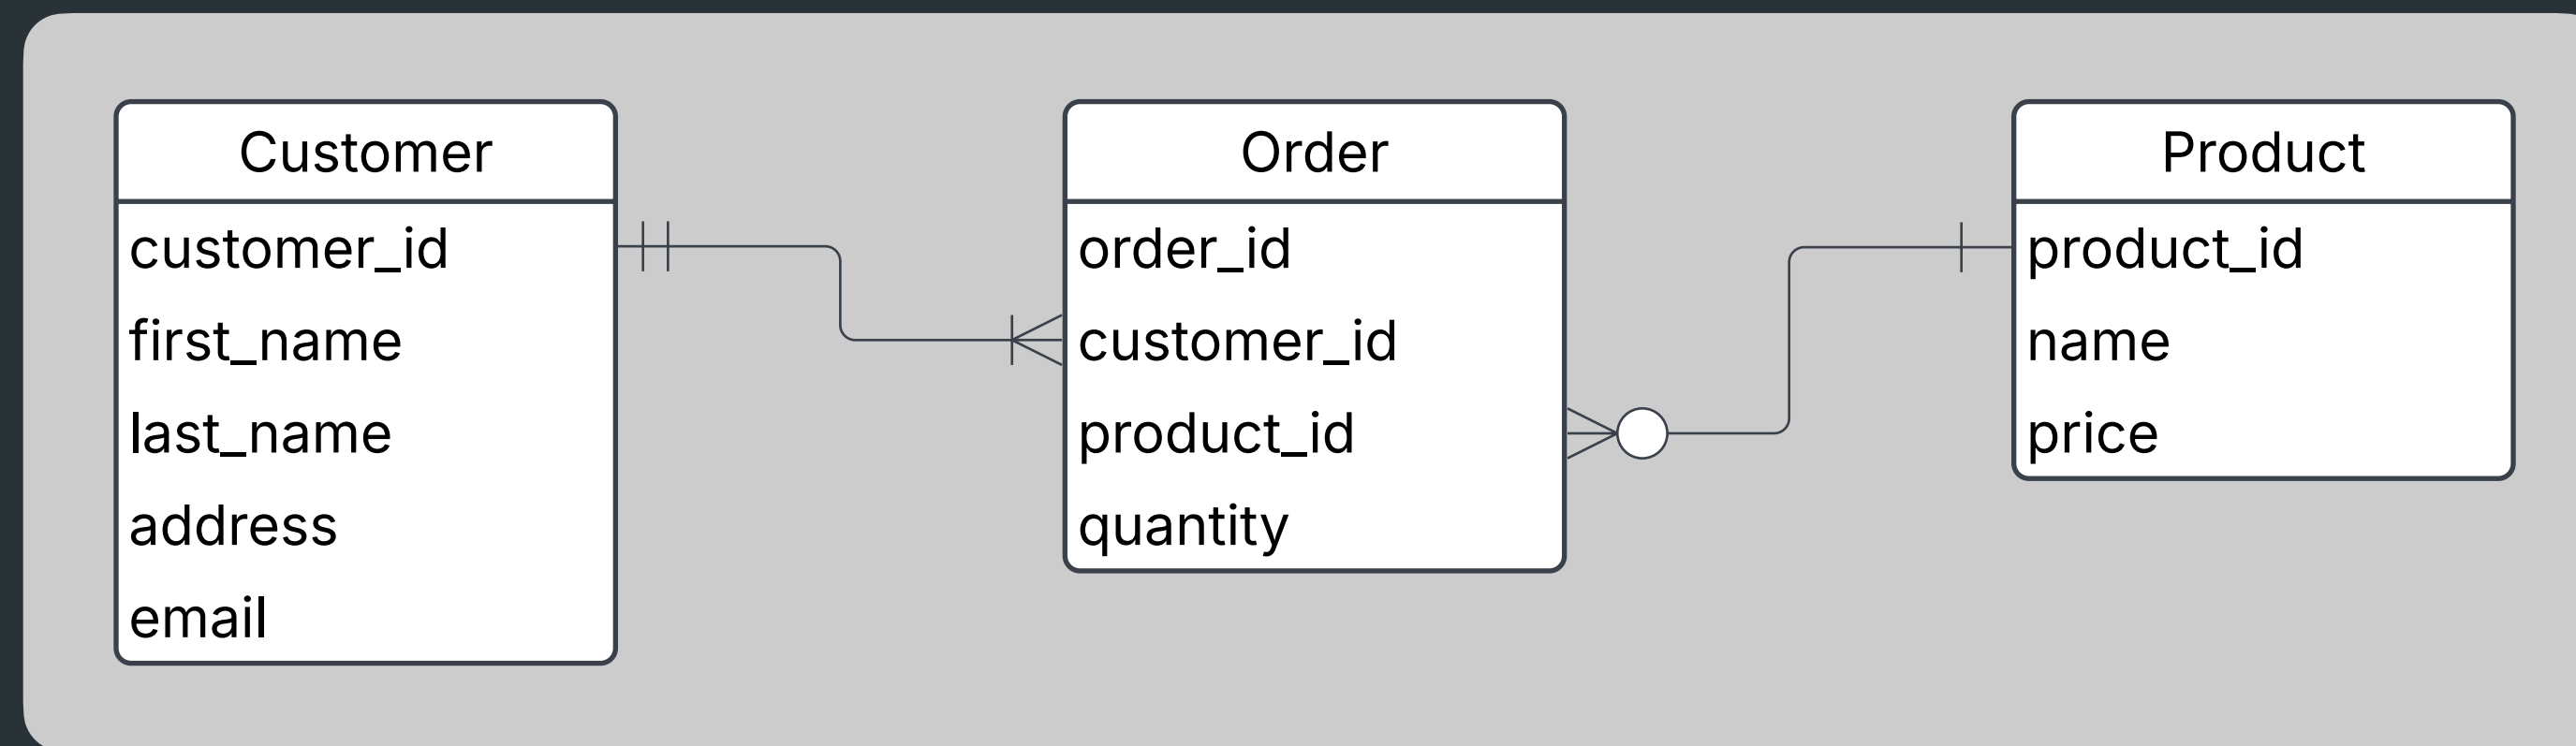 Customer
customer_id
first_name
last_name
address
email
Order
order_id
customer_id
product_id
quantity
Product
product_id
name
price